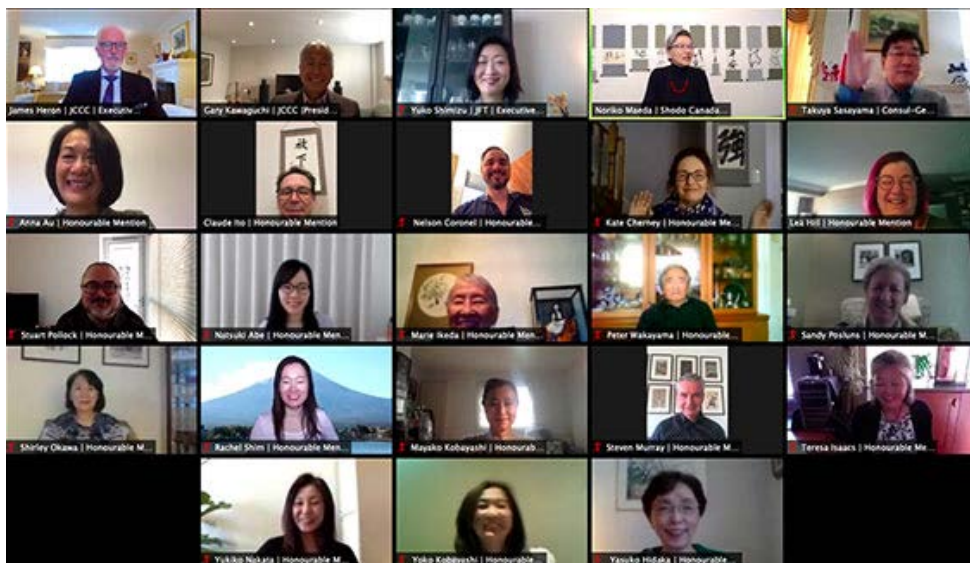 James Heron | JCCC | Executive...
Gary Kawaguchi | JCCC |Presid...
Yuko Shimizu | JFT | Executive...
Noriko Maeda | Shodo Canada...
Takuya Sasayama | Consul-Ge...
Anna Au | Honourable Mention
Claude Ito | Honourable Mention
放下
Nelson Coronel | Honourable...
Kate Cherney | Honourable Me...
強
Lea Hill | Honourable Mention
Stuart Pollock | Honourable M...
Natsuki Abe | Honourable Men...
Marie Ikeda | Honourable Men...
Peter Wakayama | Honourable...
Sandy Posluns | Honourable M...
Shirley Okawa | Honourable M...
Rachel Shim | Honourable Men...
Mayako Kobayashi | Honourab...
Steven Murray | Honourable M...
Teresa Isaacs | Honourable Me...
Yukiko Nakata | Honourable M...
Yoko Kobayashi | Honourable...
Yasuko Hidaka | Honourable...